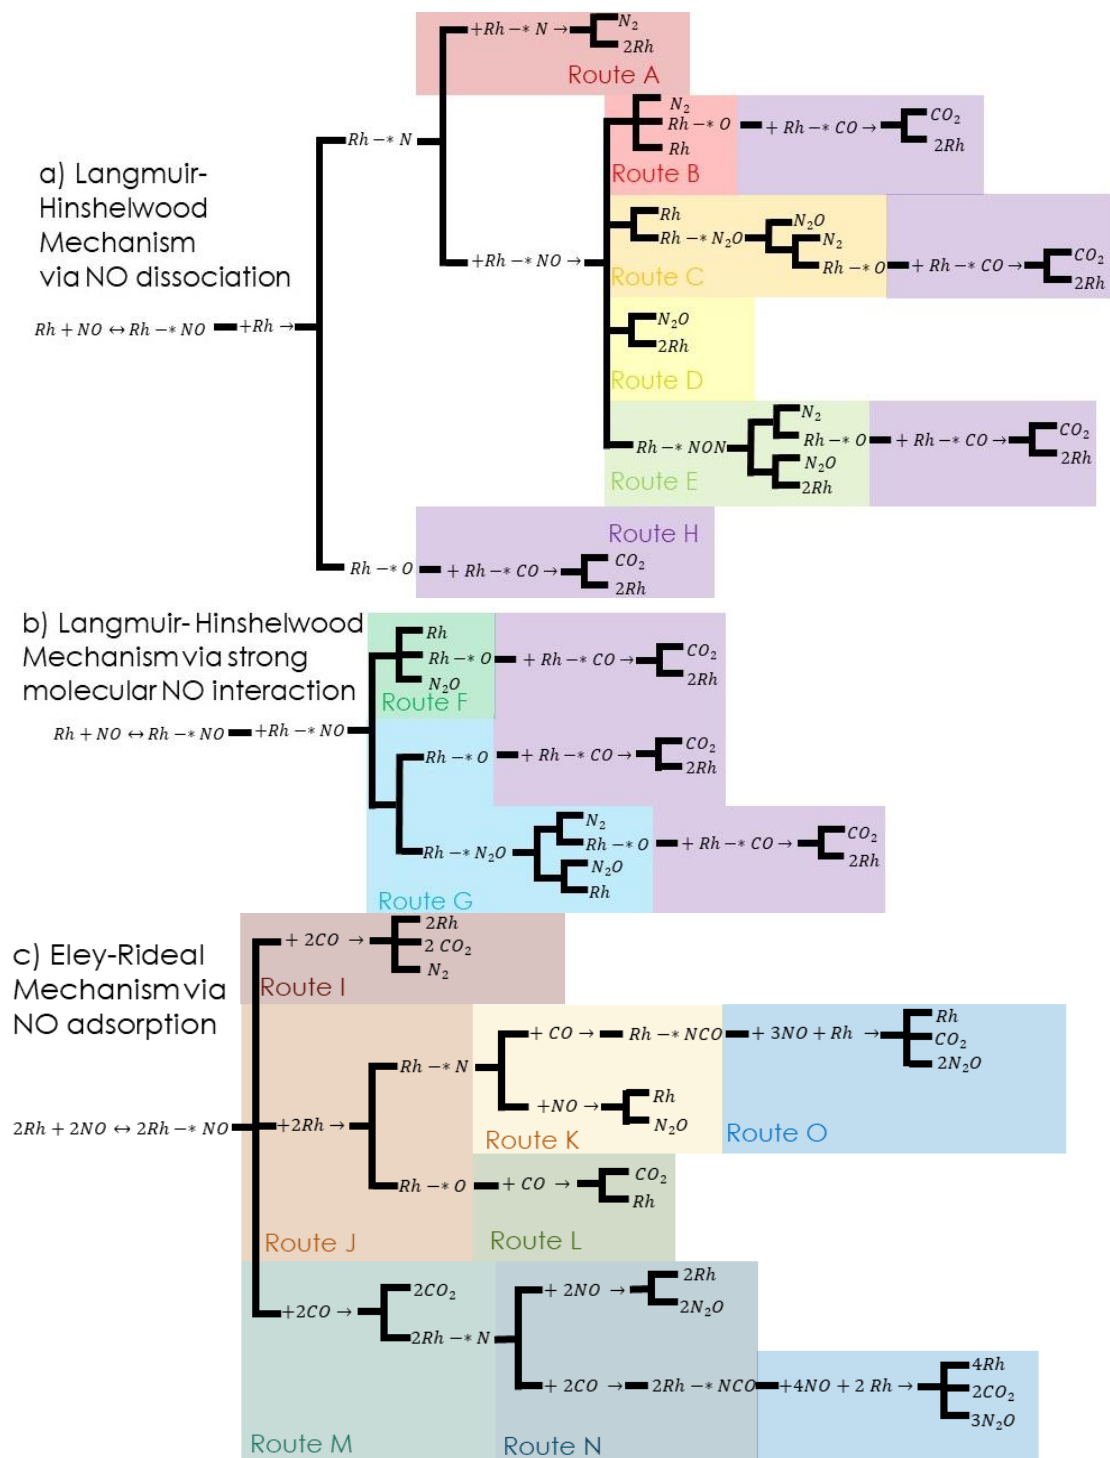 +Rh −∗ N →
N₂
2Rh
Route A
Rh −∗ N
N₂
Rh −∗ O
+ Rh −∗ CO →
CO₂
2Rh
Rh
Route B
a) Langmuir-
Hinshelwood
Mechanism
via NO dissociation
+Rh −∗ NO →
Rh
Rh −∗ N₂O
N₂O
N₂
Rh −∗ O
+ Rh −∗ CO →
CO₂
2Rh
Route C
Rh + NO ↔ Rh −∗ NO
+Rh →
N₂O
2Rh
Route D
Rh −∗ NON
N₂
Rh −∗ O
+ Rh −∗ CO →
CO₂
2Rh
N₂O
2Rh
Route E
Route H
Rh −∗ O
+ Rh −∗ CO →
CO₂
2Rh
b) Langmuir- Hinshelwood
Mechanism via strong
molecular NO interaction
Rh
Rh −∗ O
+ Rh −∗ CO →
CO₂
2Rh
N₂O
Route F
Rh + NO ↔ Rh −∗ NO
+Rh −∗ NO
Rh −∗ O
+ Rh −∗ CO →
CO₂
2Rh
Rh −∗ N₂O
N₂
Rh −∗ O
+ Rh −∗ CO →
CO₂
2Rh
N₂O
Rh
Route G
c) Eley-Rideal
Mechanism via
NO adsorption
+ 2CO →
2Rh
2 CO₂
N₂
Route I
2Rh + 2NO ↔ 2Rh −∗ NO
+2Rh →
Rh −∗ N
+ CO →
Rh −∗ NCO
+ 3NO + Rh →
Rh
CO₂
2N₂O
+NO →
Rh
N₂O
Route K
Route O
Rh −∗ O
+ CO →
CO₂
Rh
Route J
Route L
+2CO →
2CO₂
2Rh −∗ N
+ 2NO →
2Rh
2N₂O
+ 2CO →
2Rh −∗ NCO
+4NO + 2 Rh →
4Rh
2CO₂
3N₂O
Route M
Route N